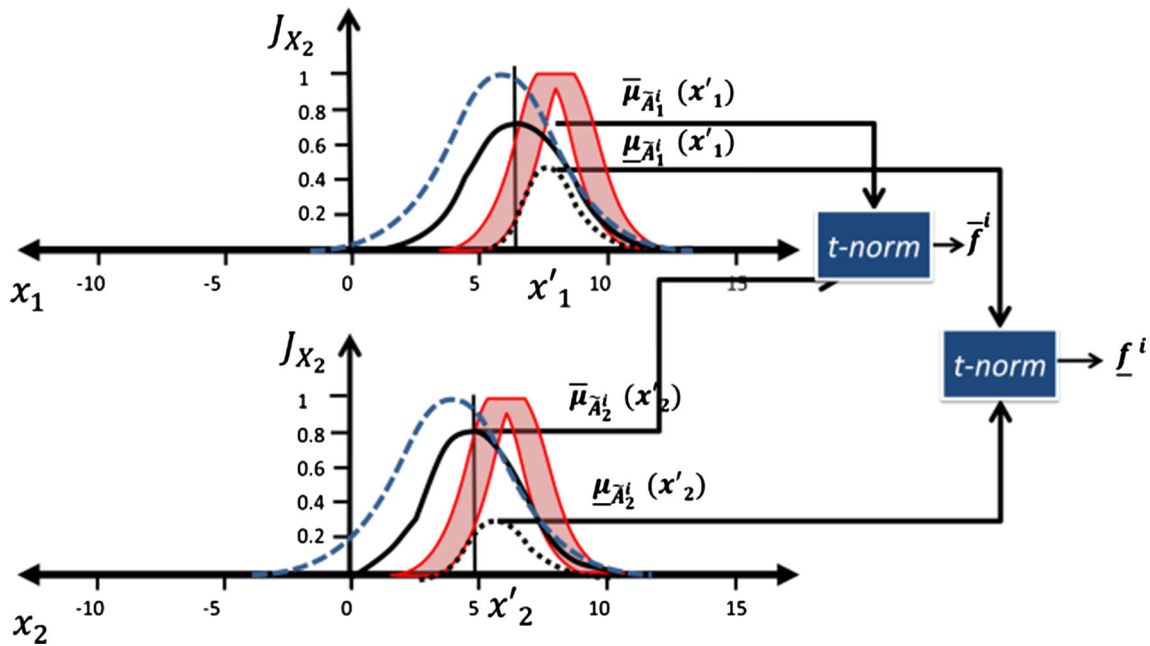 J_{X_2}
1
0.8
0.6
0.4
0.2
μ̅_{Ã_1^i} (x'_1)
μ̲_{Ã_1^i} (x'_1)
t-norm
f̅^i
-10 -5 0 5 10 15
x_1
x'_1
J_{X_2}
1
0.8
0.6
0.4
0.2
μ̅_{Ã_2^i} (x'_2)
μ̲_{Ã_2^i} (x'_2)
t-norm
f̲^i
-10 -5 0 5 10 15
x_2
x'_2